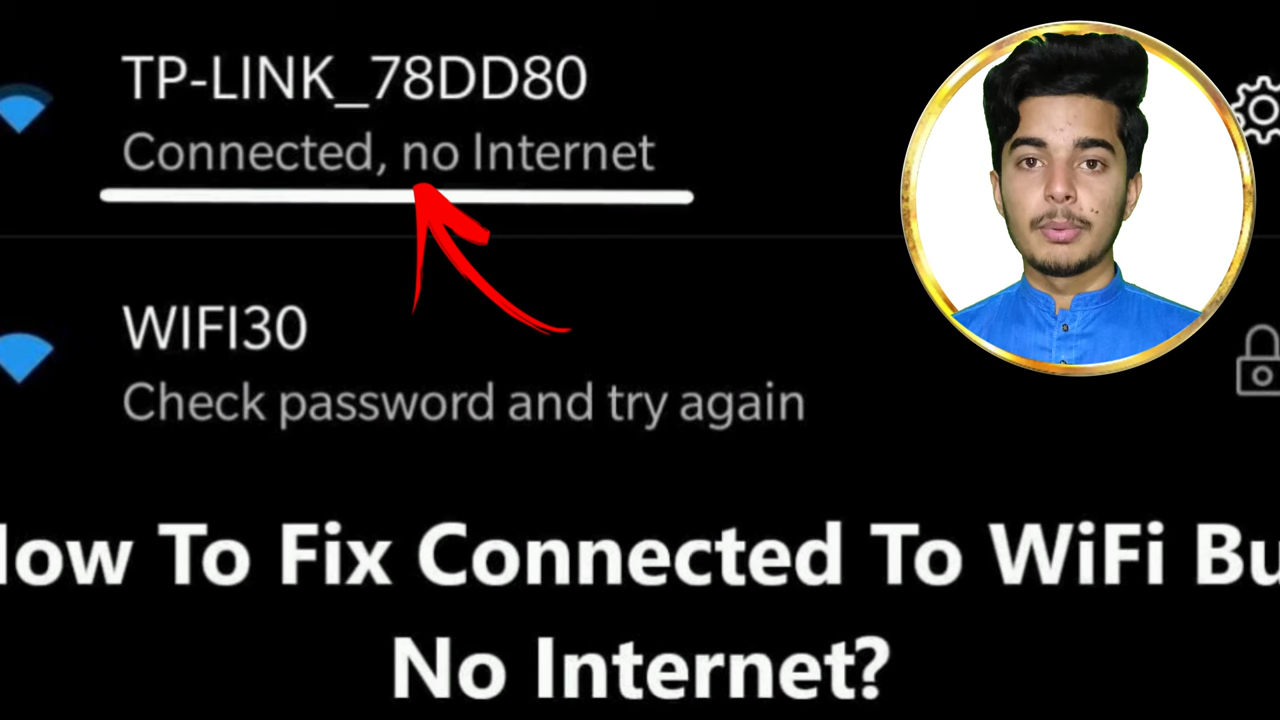 TP-LINK_78DD80
Connected, no Internet
WIFI30
Check password and try again
How To Fix Connected To WiFi Bu
No Internet?